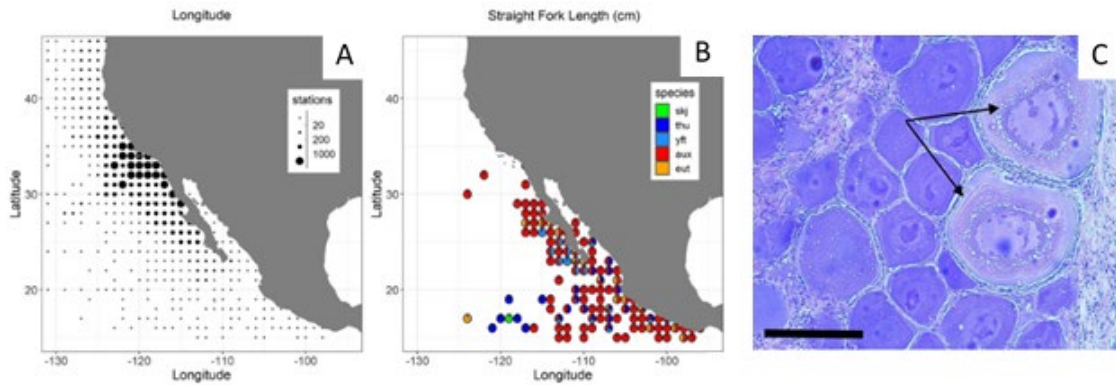 Longitude
A
40
30
20
Latitude
stations
20
200
1000
-130
-120
-110
-100
Longitude
Straight Fork Length (cm)
B
40
30
20
Latitude
species
skj
thu
yft
aux
eut
-130
-120
-110
-100
Longitude
C